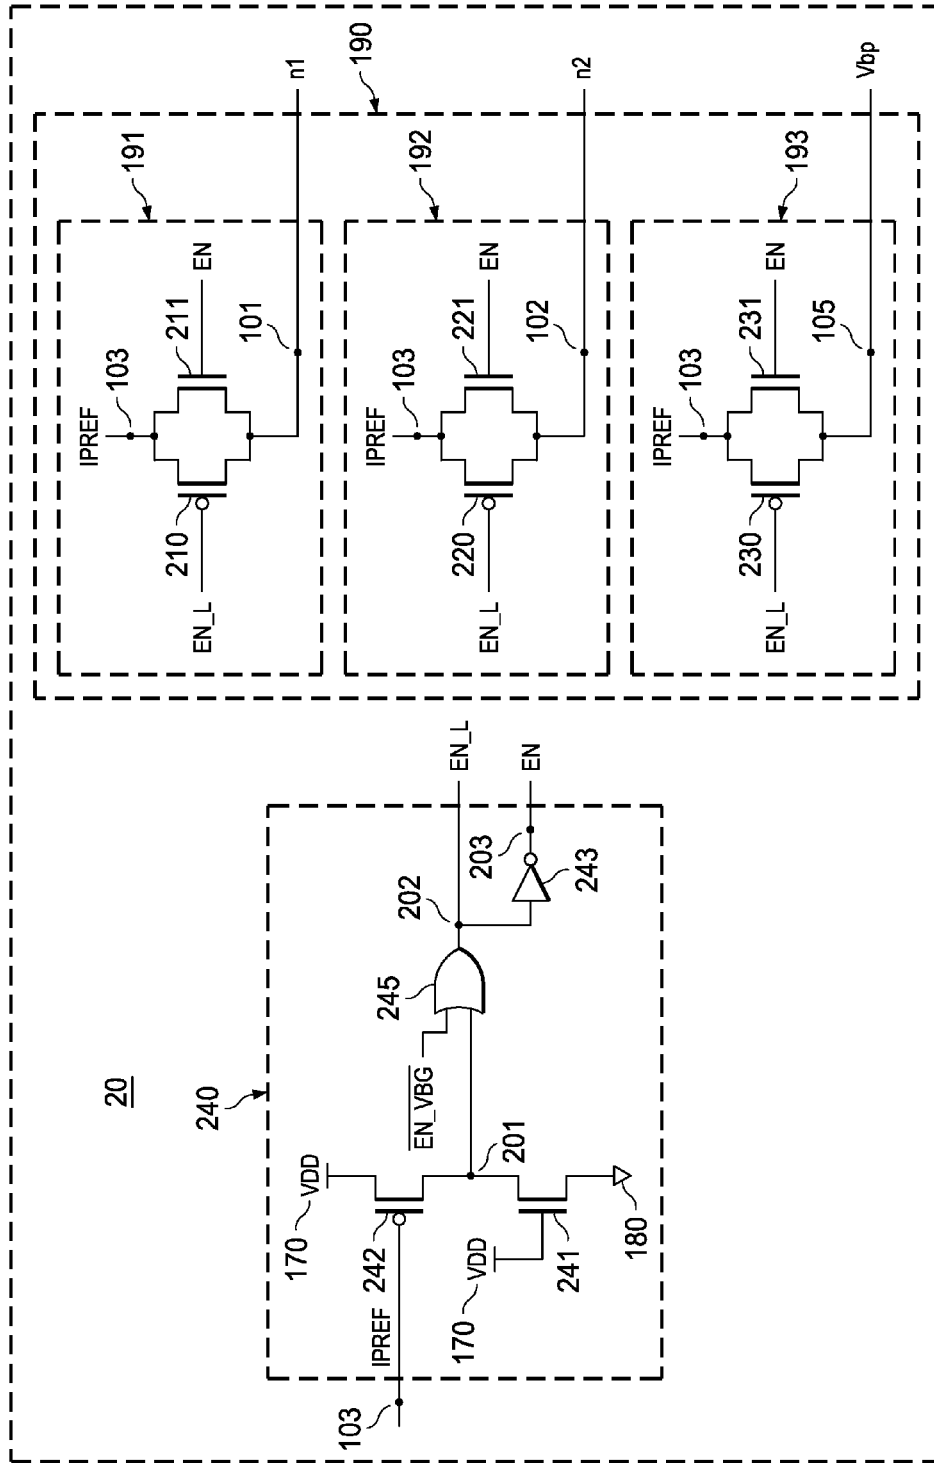 20
240
170
VDD
242
IPREF
103
170
VDD
241
180
201
EN_VBG
245
202
EN_L
203
EN
243
190
191
IPREF
103
210
211
EN_L
EN
101
n1
192
IPREF
103
220
221
EN_L
EN
102
n2
193
IPREF
103
230
231
EN_L
EN
105
Vbp